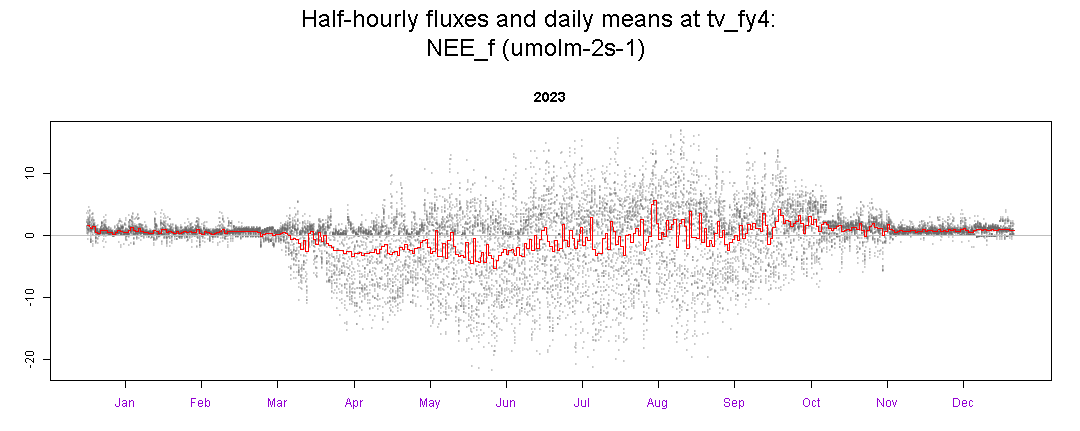 Half-hourly fluxes and daily means at tv_fy4:
NEE_f (umolm-2s-1)
2023
10
0
-10
-20
Jan Feb Mar Apr May Jun Jul Aug Sep Oct Nov Dec